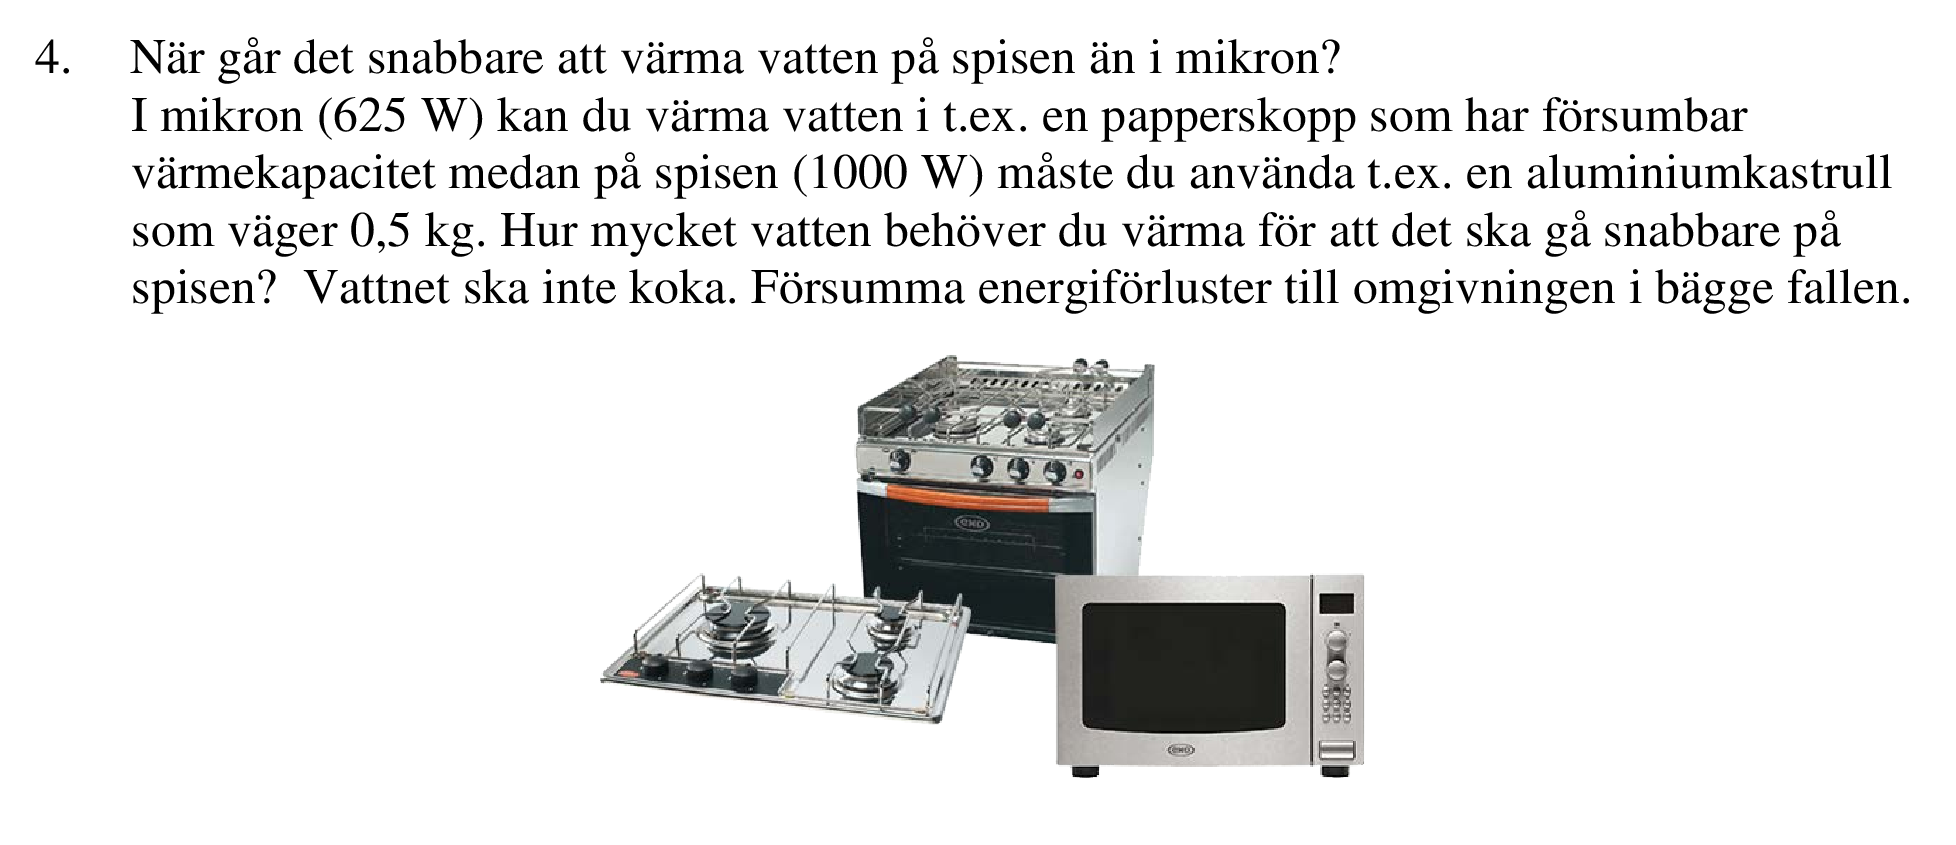 4. När går det snabbare att värma vatten på spisen än i mikron?
I mikron (625 W) kan du värma vatten i t.ex. en papperskopp som har försumbar
värmekapacitet medan på spisen (1000 W) måste du använda t.ex. en aluminiumkastrull
som väger 0,5 kg. Hur mycket vatten behöver du värma för att det ska gå snabbare på
spisen? Vattnet ska inte koka. Försumma energiförluster till omgivningen i bägge fallen.